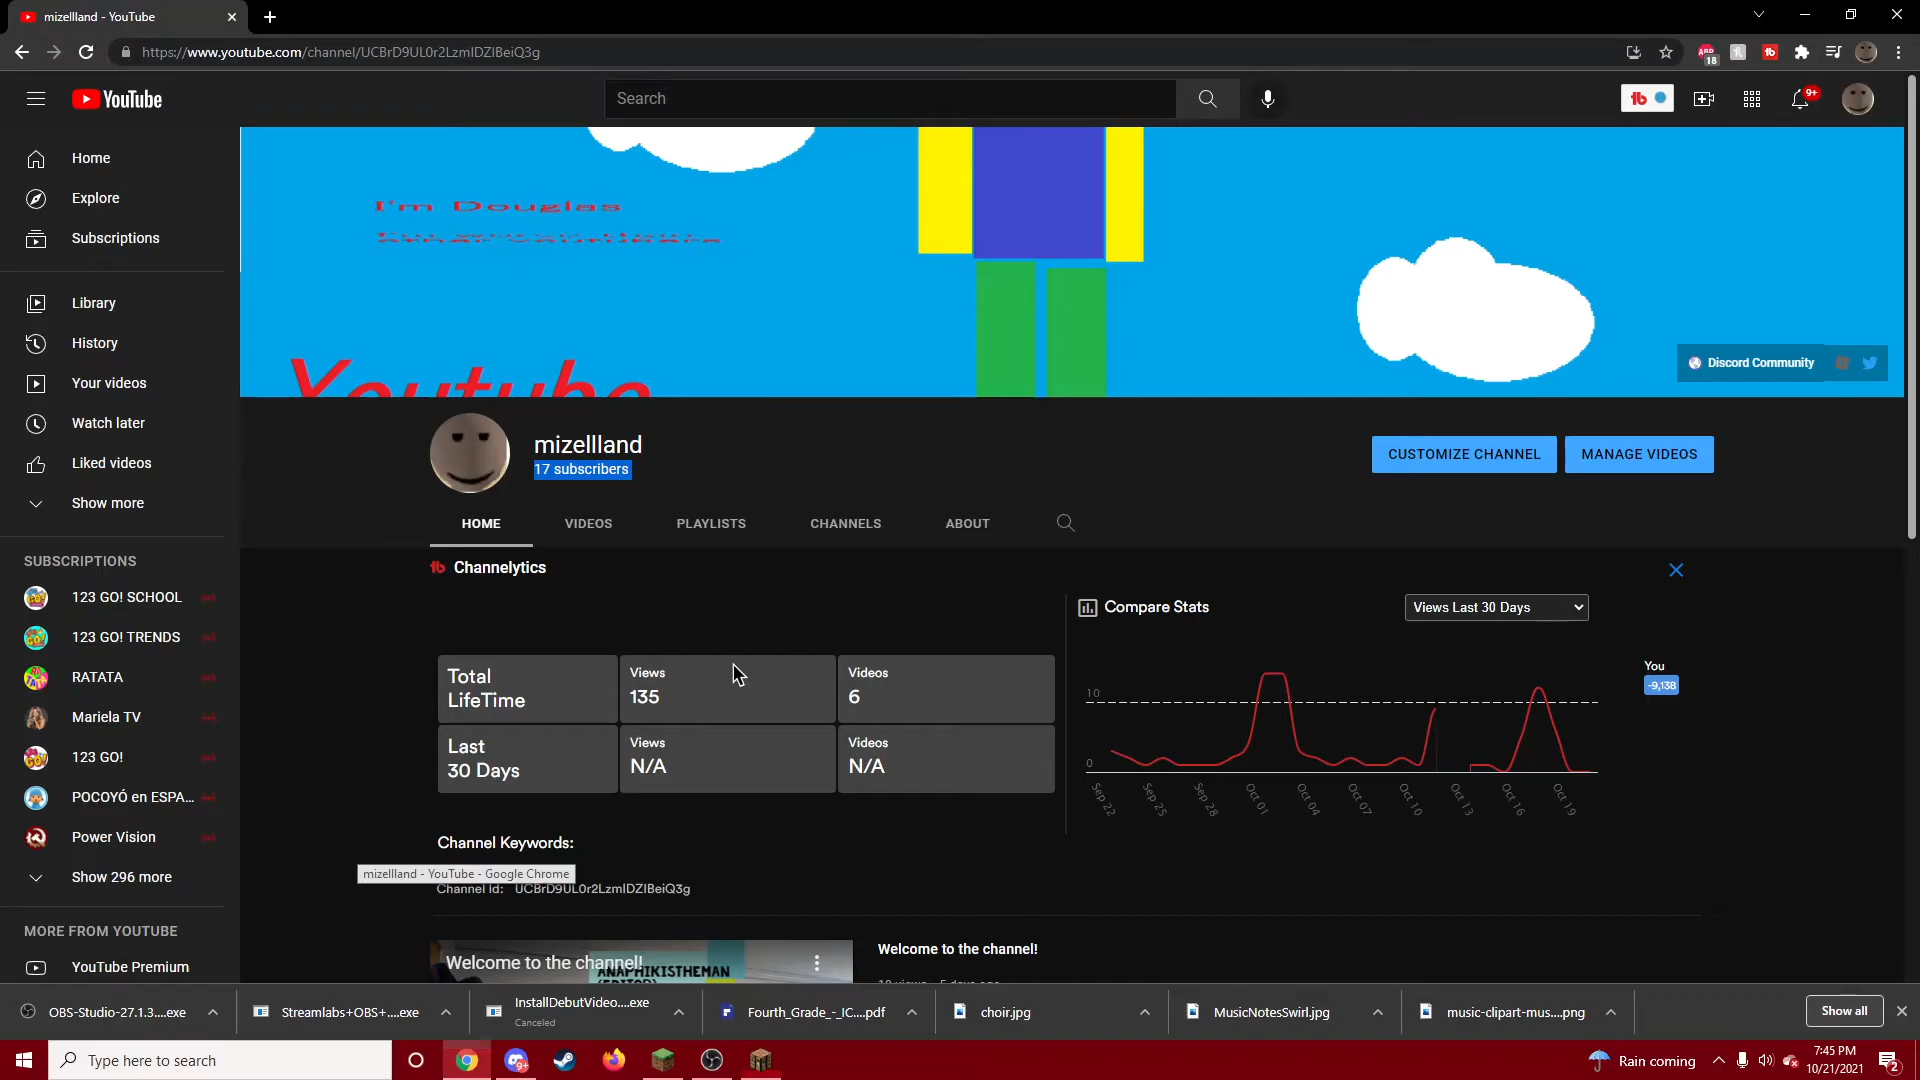 mizellland - YouTube
https://www.youtube.com/channel/UCBrD9UL0r2LzmIDZIBeiQ3g
18
YouTube
Search
9+
Home
Explore
Subscriptions
Library
History
Your videos
Watch later
Liked videos
Show more
SUBSCRIPTIONS
123 GO! SCHOOL
123 GO! TRENDS
RATATA
Mariela TV
123 GO!
POCOYÓ en ESPA...
Power Vision
Show 296 more
MORE FROM YOUTUBE
YouTube Premium
I'm Douglas
Youtube
Discord Community
mizellland
17 subscribers
CUSTOMIZE CHANNEL
MANAGE VIDEOS
HOME
VIDEOS
PLAYLISTS
CHANNELS
ABOUT
Channelytics
Total LifeTime
Views
135
Videos
6
Last 30 Days
Views
N/A
Videos
N/A
Compare Stats
Views Last 30 Days
You
-9,138
10
0
Sep 22
Sep 25
Sep 28
Oct 01
Oct 04
Oct 07
Oct 10
Oct 13
Oct 16
Oct 19
Channel Keywords:
mizellland - YouTube - Google Chrome
Channel Id: UCBrD9UL0r2LzmIDZIBeiQ3g
Welcome to the channel!
ANAPHIKISTHEMAN
Welcome to the channel!
OBS-Studio-27.1.3....exe
Streamlabs+OBS+....exe
InstallDebutVideo....exe
Canceled
Fourth_Grade_-_IC....pdf
choir.jpg
MusicNotesSwirl.jpg
music-clipart-mus....png
Show all
Type here to search
9+
Rain coming
7:45 PM
10/21/2021
2